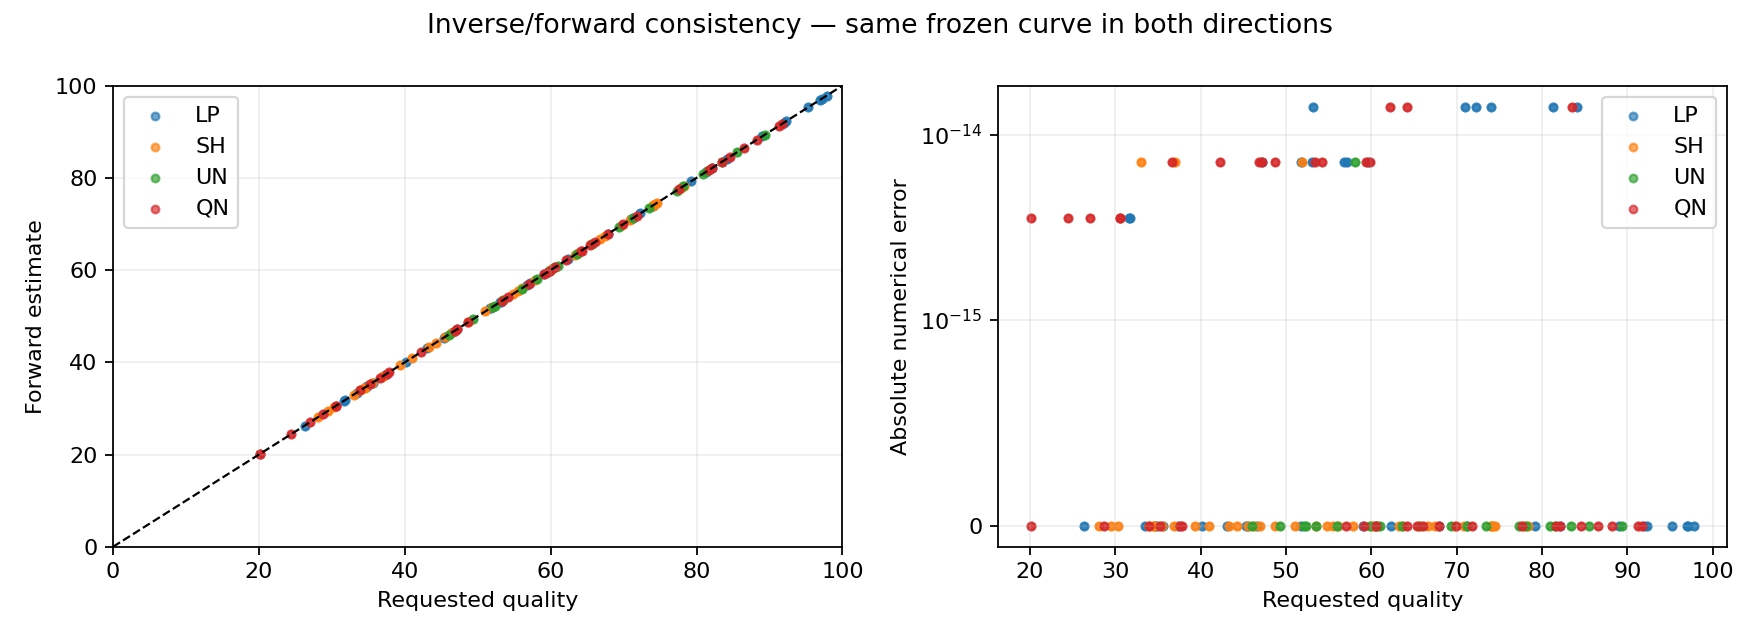 Inverse/forward consistency — same frozen curve in both directions
100
80
60
40
20
0
Forward estimate
LP
SH
UN
QN
0 20 40 60 80 100
Requested quality
10⁻¹⁴
10⁻¹⁵
0
Absolute numerical error
LP
SH
UN
QN
20 30 40 50 60 70 80 90 100
Requested quality